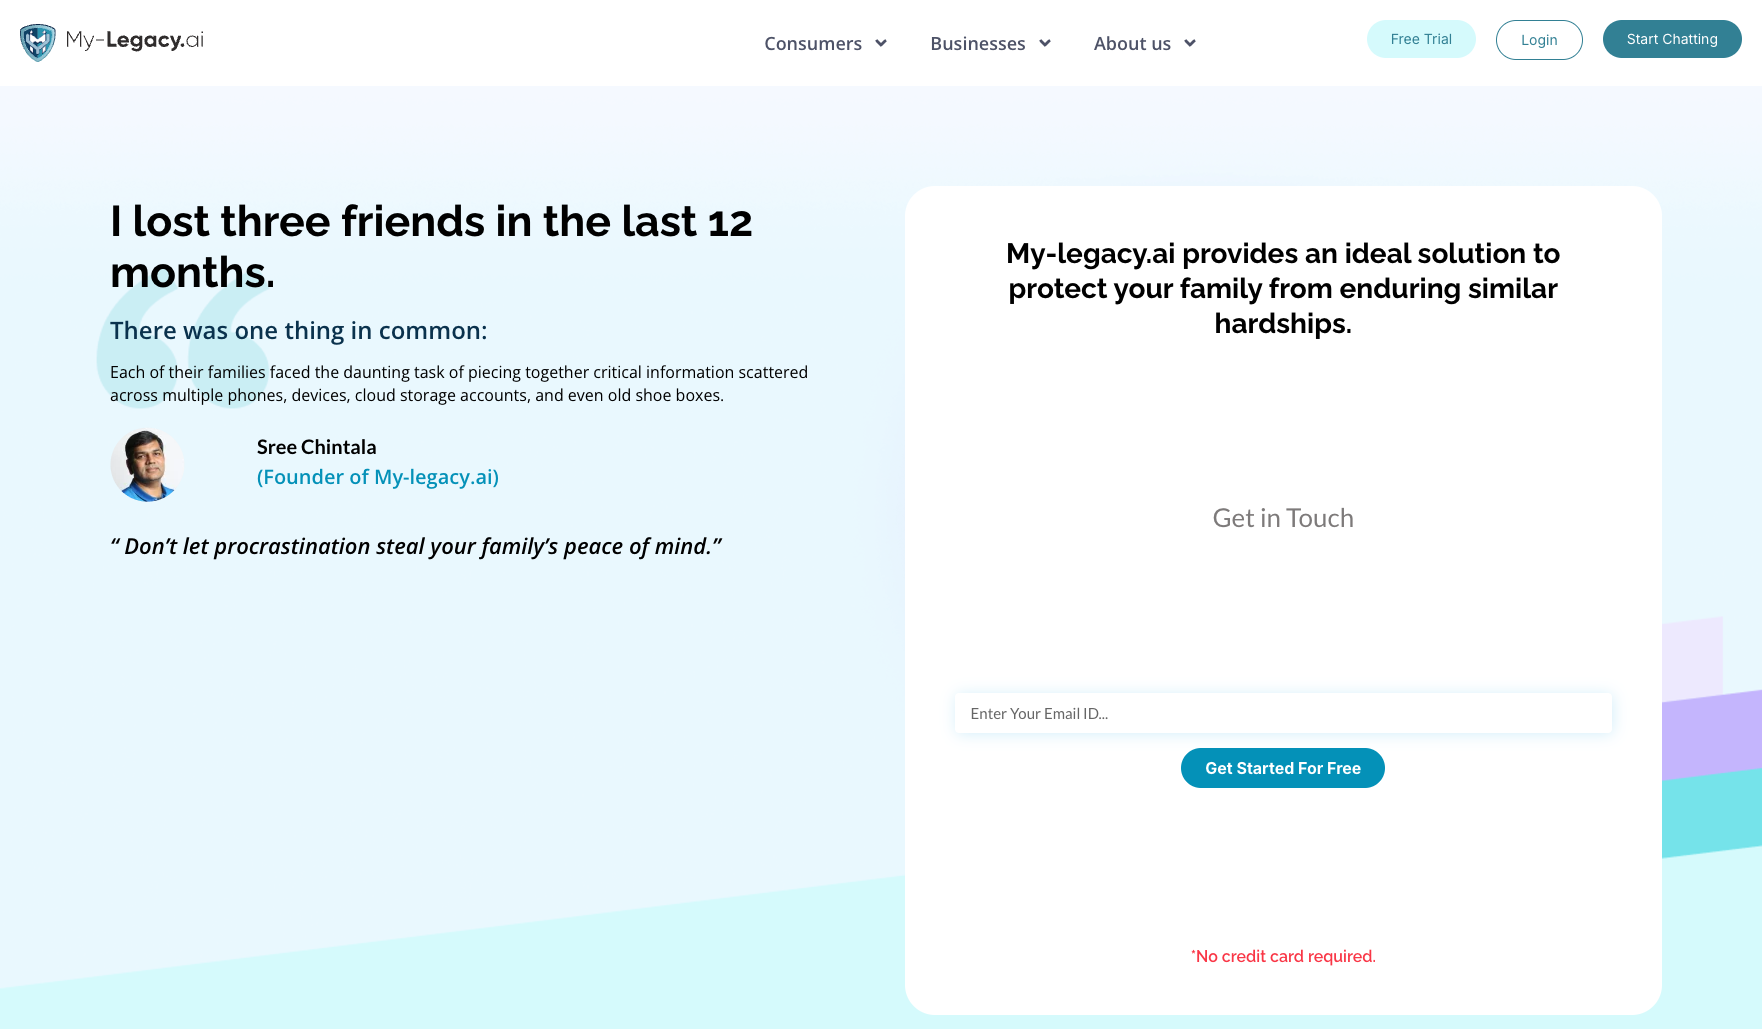 My-Legacy.ai
Consumers
Businesses
About us
Free Trial
Login
Start Chatting
I lost three friends in the last 12
months.
There was one thing in common:
Each of their families faced the daunting task of piecing together critical information scattered
across multiple phones, devices, cloud storage accounts, and even old shoe boxes.
Sree Chintala
(Founder of My-legacy.ai)
“ Don’t let procrastination steal your family’s peace of mind.”
My-legacy.ai provides an ideal solution to
protect your family from enduring similar
hardships.
Get in Touch
Enter Your Email ID...
Get Started For Free
*No credit card required.